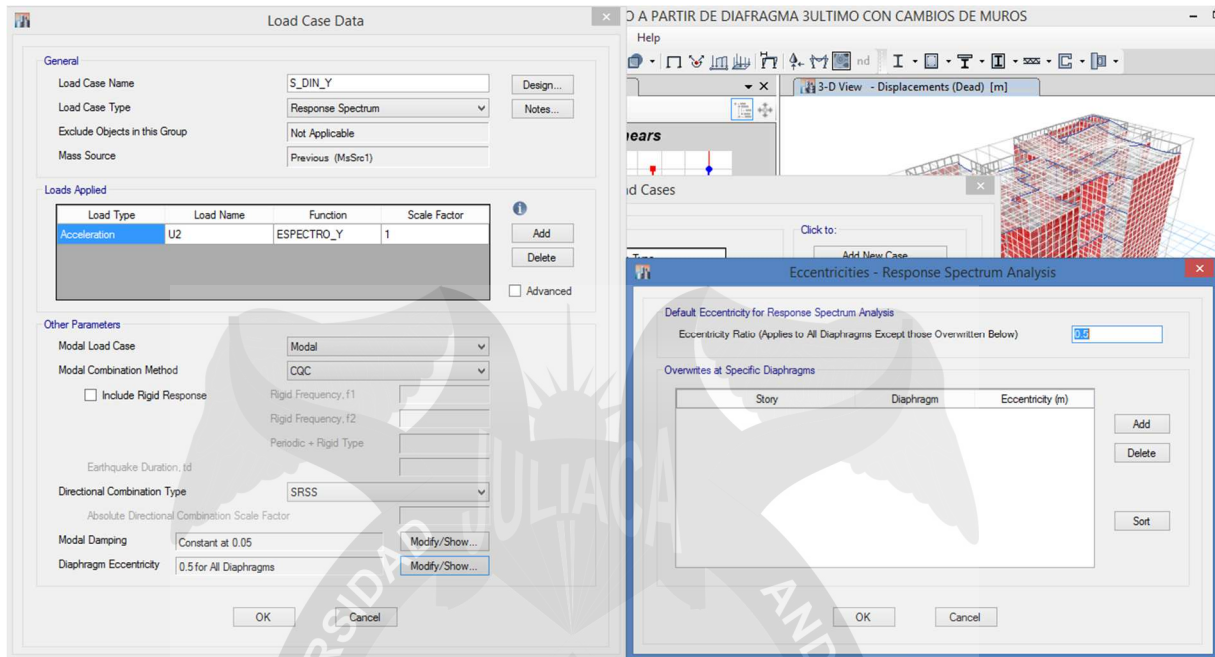 Load Case Data
General
Load Case Name
S_DIN_Y
Design...
Load Case Type
Response Spectrum
Notes...
Exclude Objects in this Group
Not Applicable
Mass Source
Previous (MsSrc1)
Loads Applied
Load Type Load Name Function Scale Factor
Acceleration U2 ESPECTRO_Y 1
Add
Delete
Advanced
Other Parameters
Modal Load Case
Modal
Modal Combination Method
CQC
Include Rigid Response
Rigid Frequency, f1
Rigid Frequency, f2
Periodic + Rigid Type
Earthquake Duration, td
Directional Combination Type
SRSS
Absolute Directional Combination Scale Factor
Modal Damping
Constant at 0.05
Modify/Show...
Diaphragm Eccentricity
0.5 for All Diaphragms
Modify/Show...
OK Cancel
O A PARTIR DE DIAFRAGMA 3ULTIMO CON CAMBIOS DE MUROS
Help
nd
3-D View - Displacements (Dead) [m]
ears
d Cases
Click to:
Add New Case
Eccentricities - Response Spectrum Analysis
Default Eccentricity for Response Spectrum Analysis
Eccentricity Ratio (Applies to All Diaphragms Except those Overwritten Below)
0.5
Overwrites at Specific Diaphragms
Story Diaphragm Eccentricity (m)
Add
Delete
Sort
OK Cancel
JULIACA
ERSIDAD
AND